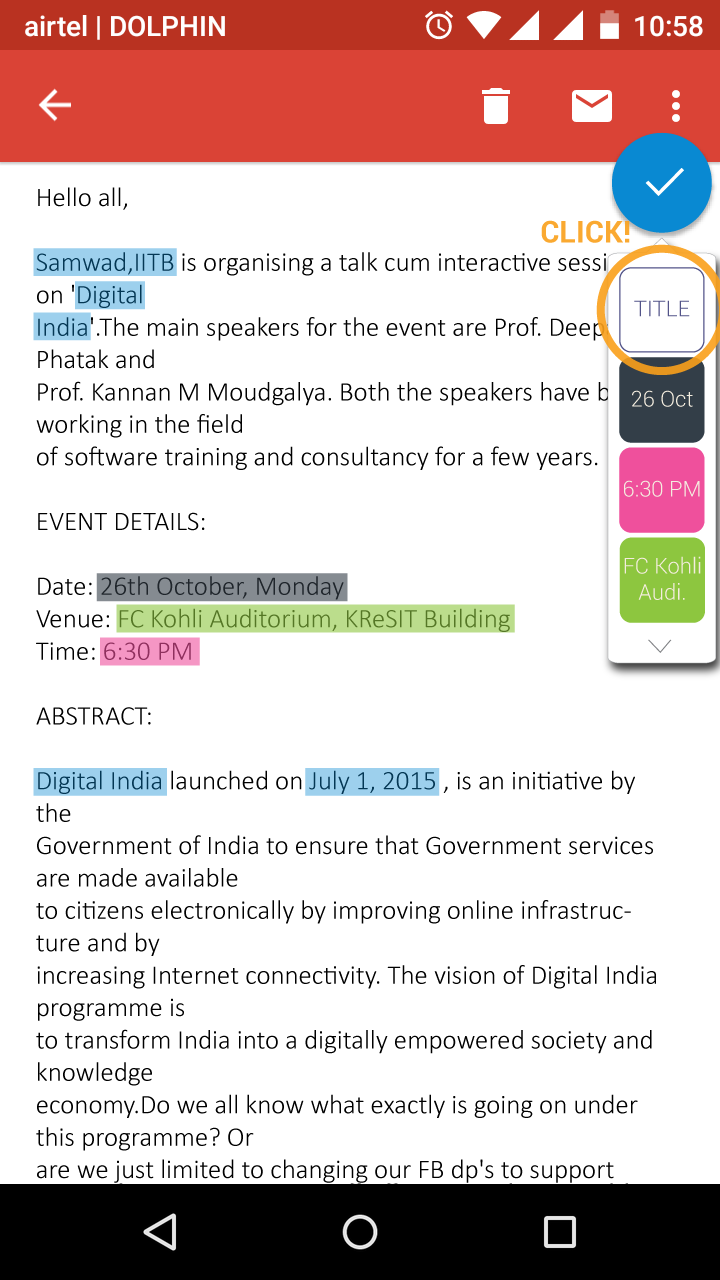 airtel | DOLPHIN 10:58
Hello all,
CLICK!
Samwad,IITB is organising a talk cum interactive sessi
on 'Digital
India'.The main speakers for the event are Prof. Deep
Phatak and
Prof. Kannan M Moudgalya. Both the speakers have b
working in the field
of software training and consultancy for a few years.
TITLE
26 Oct
6:30 PM
FC Kohli
Audi.
EVENT DETAILS:
Date: 26th October, Monday
Venue: FC Kohli Auditorium, KReSIT Building
Time: 6:30 PM
ABSTRACT:
Digital India launched on July 1, 2015 , is an initiative by
the
Government of India to ensure that Government services
are made available
to citizens electronically by improving online infrastruc-
ture and by
increasing Internet connectivity. The vision of Digital India
programme is
to transform India into a digitally empowered society and
knowledge
economy.Do we all know what exactly is going on under
this programme? Or
are we just limited to changing our FB dp's to support